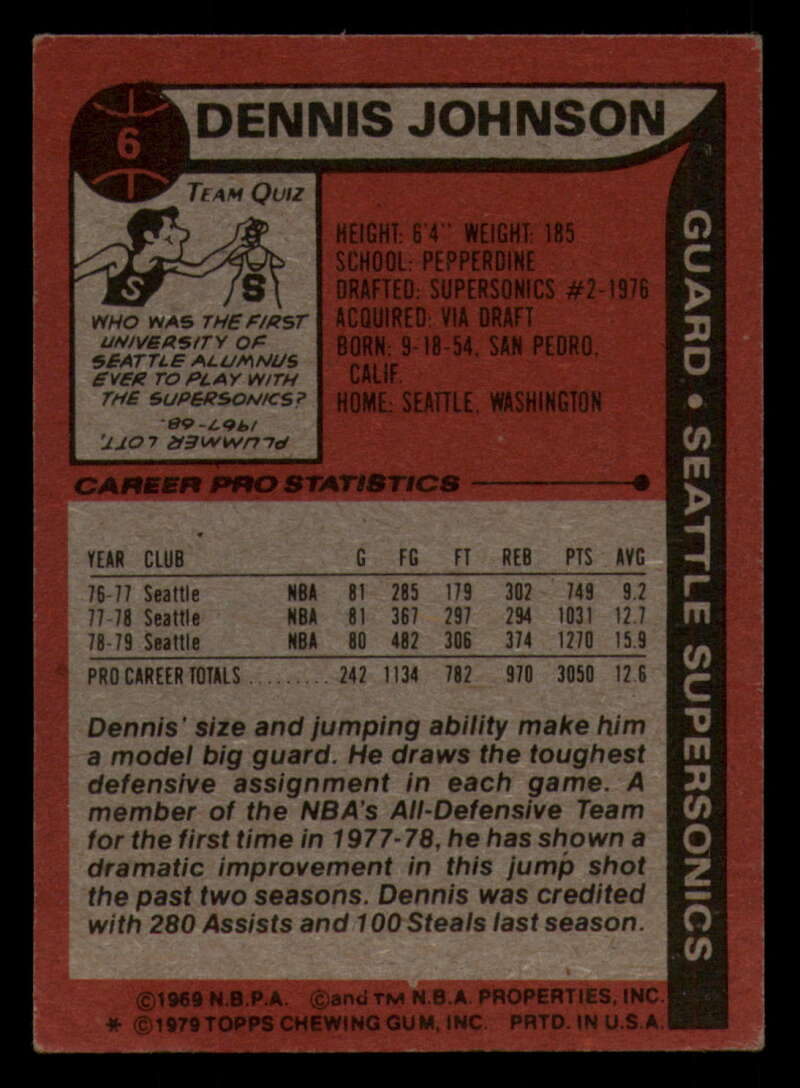 6
DENNIS JOHNSON
TEAM QUIZ
S S
WHO WAS THE FIRST
UNIVERSITY OF
SEATTLE ALUMNUS
EVER TO PLAY WITH
THE SUPERSONICS?
PLUMMER LOTT,
1967-68.
HEIGHT: 6'4" WEIGHT: 185
SCHOOL: PEPPERDINE
DRAFTED: SUPERSONICS #2-1976
ACQUIRED: VIA DRAFT
BORN: 9-18-54, SAN PEDRO,
CALIF.
HOME: SEATTLE, WASHINGTON
GUARD • SEATTLE SUPERSONICS
CAREER PRO STATISTICS
YEAR CLUB G FG FT REB PTS AVG
76-77 Seattle NBA 81 285 179 302 749 9.2
77-78 Seattle NBA 81 367 297 294 1031 12.7
78-79 Seattle NBA 80 482 306 374 1270 15.9
PRO CAREER TOTALS ......... 242 1134 782 970 3050 12.6
Dennis' size and jumping ability make him
a model big guard. He draws the toughest
defensive assignment in each game. A
member of the NBA's All-Defensive Team
for the first time in 1977-78, he has shown a
dramatic improvement in this jump shot
the past two seasons. Dennis was credited
with 280 Assists and 100 Steals last season.
©1969 N.B.P.A. ©and TM N.B.A. PROPERTIES, INC.
* ©1979 TOPPS CHEWING GUM, INC. PRTD. IN U.S.A.